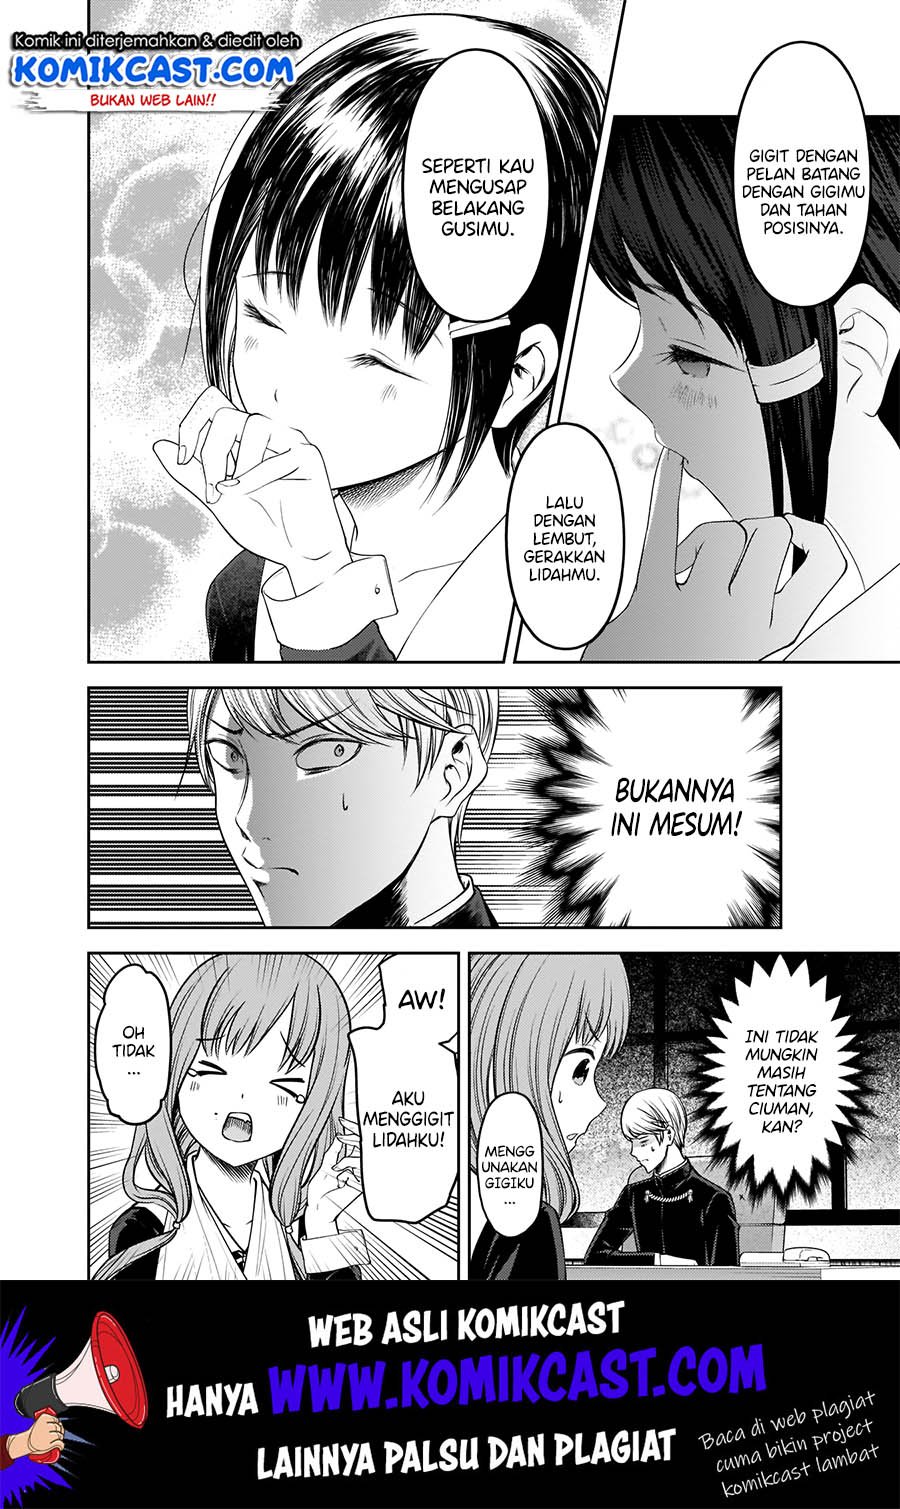 Komik ini diterjemahkan & diedit oleh
KOMIKCAST.COM
BUKAN WEB LAIN!!
GIGIT DENGAN
PELAN BATANG
DENGAN GIGIMU
DAN TAHAN
POSISINYA.
LALU
DENGAN
LEMBUT,
GERAKKAN
LIDAHMU.
SEPERTI KAU
MENGUSAP
BELAKANG
GUSIMU.
BUKANNYA
INI MESUM!
INI TIDAK
MUNGKIN
MASIH
TENTANG
CIUMAN,
KAN?
MENGG
UNAKAN
GIGIKU
...
AW!
AKU
MENGGIGIT
LIDAHKU!
OH
TIDAK
...
WEB ASLI KOMIKCAST
HANYA WWW.KOMIKCAST.COM
LAINNYA PALSU DAN PLAGIAT
Baca di web plagiat
cuma bikin project
komikcast lambat